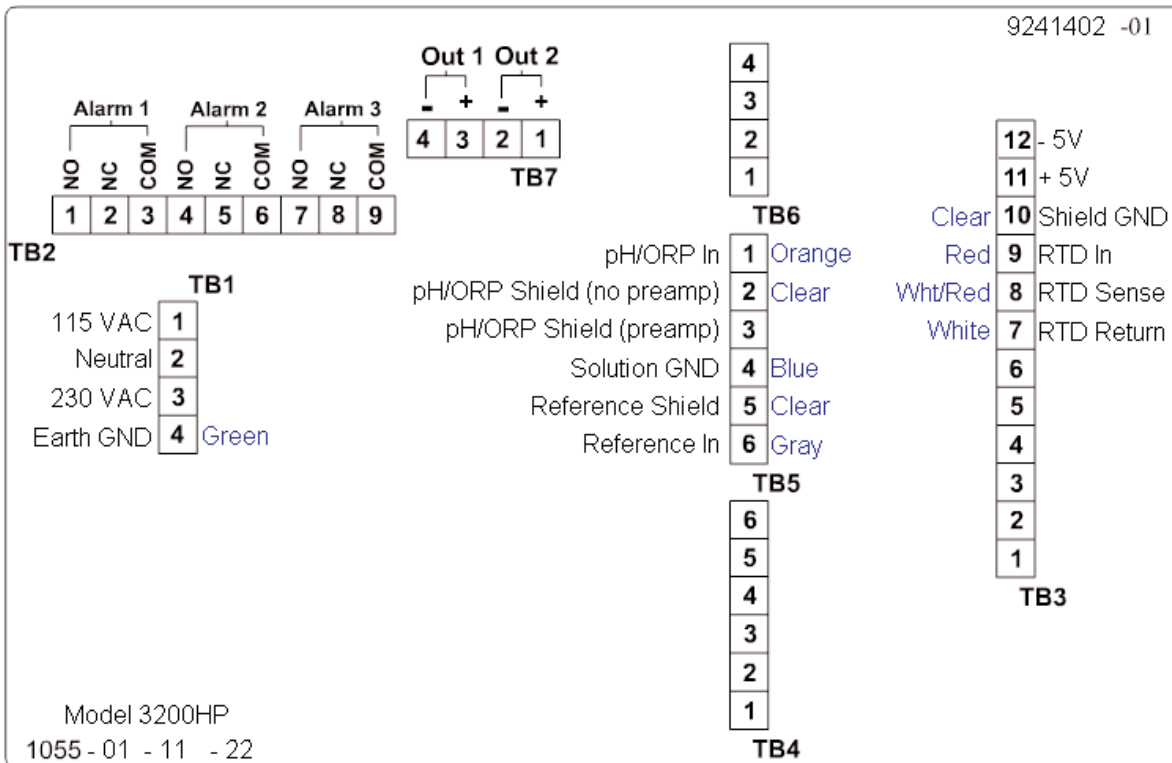 9241402 -01
Out 1 Out 2
- + - +
4 3 2 1
TB7
Alarm 1 Alarm 2 Alarm 3
NO NC COM NO NC COM NO NC COM
1 2 3 4 5 6 7 8 9
TB2
TB1
115 VAC 1
Neutral 2
230 VAC 3
Earth GND 4 Green
4
3
2
1
TB6
pH/ORP In 1 Orange
pH/ORP Shield (no preamp) 2 Clear
pH/ORP Shield (preamp) 3
Solution GND 4 Blue
Reference Shield 5 Clear
Reference In 6 Gray
TB5
6
5
4
3
2
1
TB4
12 - 5V
11 + 5V
Clear 10 Shield GND
Red 9 RTD In
Wht/Red 8 RTD Sense
White 7 RTD Return
6
5
4
3
2
1
TB3
Model 3200HP
1055 - 01 - 11 - 22